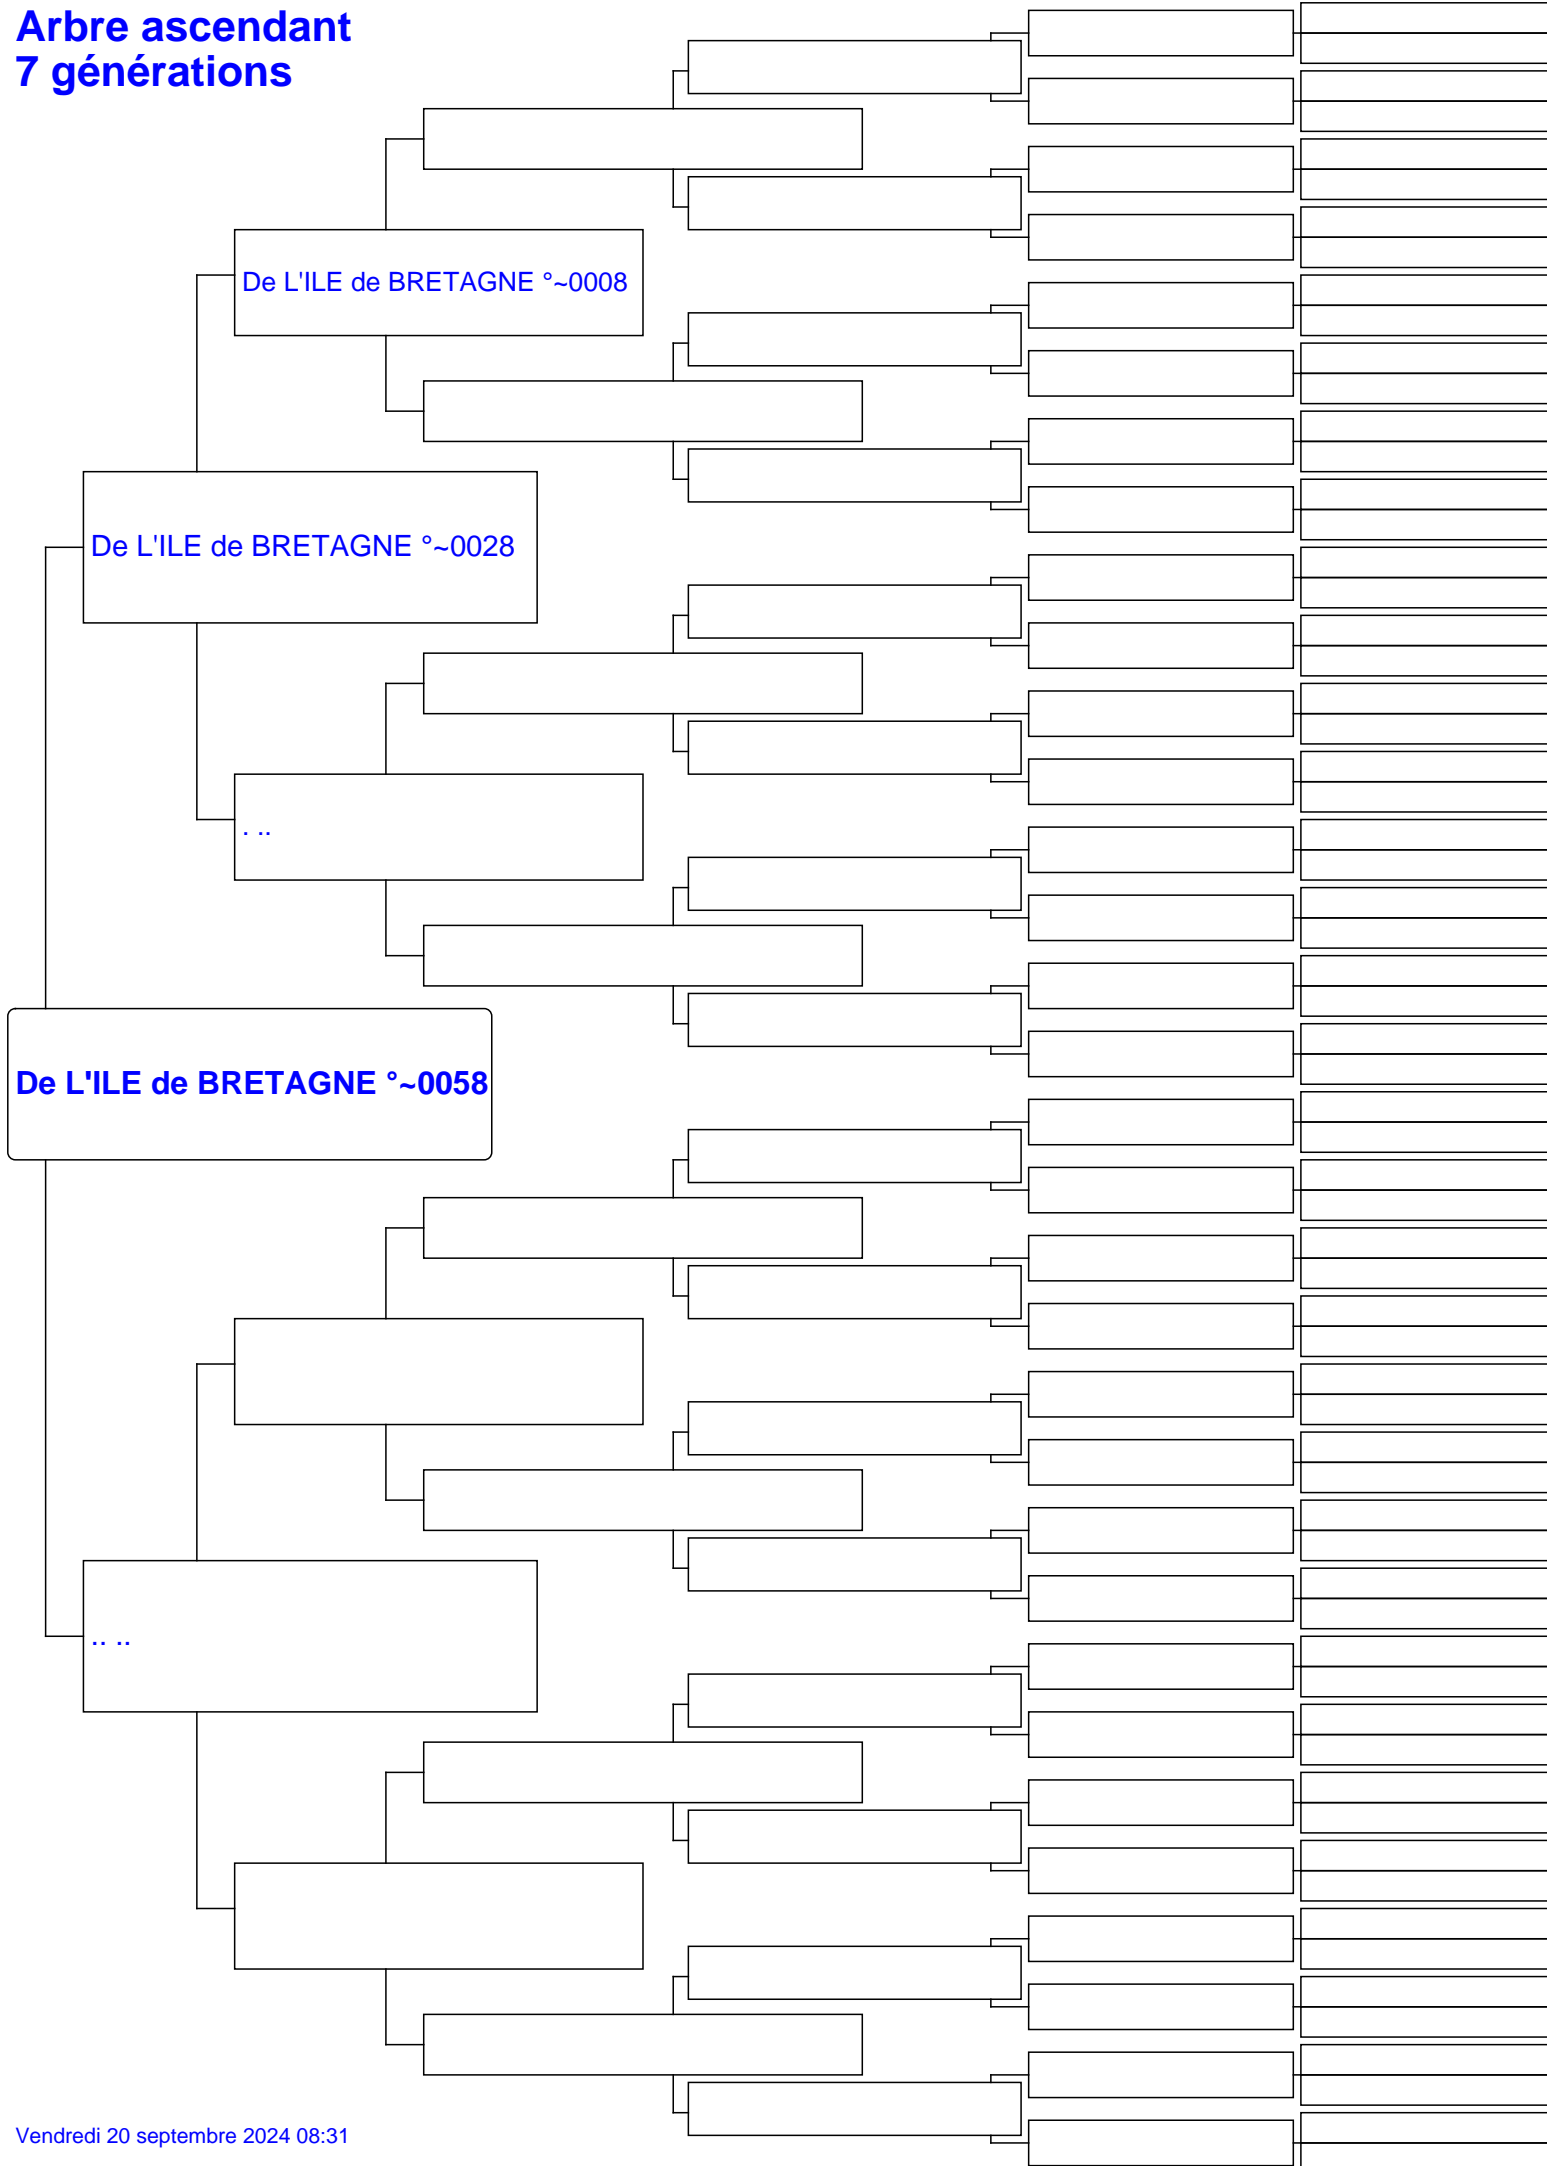 Arbre ascendant
7 générations
De L'ILE de BRETAGNE °~0008
De L'ILE de BRETAGNE °~0028
. ..
De L'ILE de BRETAGNE °~0058
.. ..
Vendredi 20 septembre 2024 08:31